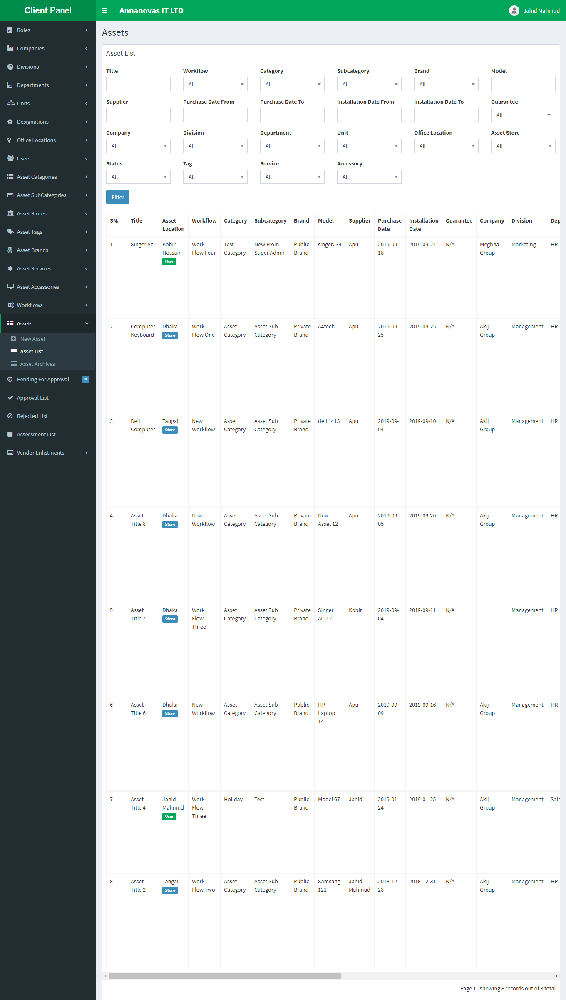 Client Panel
Annanovas IT LTD
Jahid Mahmud
Roles
Companies
Divisions
Departments
Units
Designations
Office Locations
Users
Asset Categories
Asset SubCategories
Asset Stores
Asset Tags
Asset Brands
Asset Services
Asset Accessories
Workflows
Assets
New Asset
Asset List
Asset Archives
Pending For Approval 0
Approval List
Rejected List
Assessment List
Vendor Enlistments
Assets
Asset List
Title Workflow Category Subcategory Brand Model
All All All All
Supplier Purchase Date From Purchase Date To Installation Date From Installation Date To Guarantee
All
Company Division Department Unit Office Location Asset Store
All All All All All All
Status Tag Service Accessory
All All All All
Filter
SN. Title Asset Workflow Category Subcategory Brand Model Supplier Purchase Installation Guarantee Company Division Dep
Location Date Date
1 Singer Ac Kobir Work Test New From Public singer234 Apu 2019-09- 2019-09-24 N/A Meghna Marketing HR
Hossain Flow Four Category Super Admin Brand 18 Group
User
2 Computer Dhaka Work Asset Asset Sub Private A4tech Apu 2019-09- 2019-09-25 N/A Akij Management HR
Keyboard Store Flow One Category Category Brand 25 Group
3 Dell Tangail New Asset Asset Sub Private dell 1413 Apu 2019-09- 2019-09-10 N/A Akij Management HR
Computer Store Workflow Category Category Brand 04 Group
4 Asset Dhaka New Asset Asset Sub Private New Apu 2019-09- 2019-09-20 N/A Akij Management HR
Title 8 Store Workflow Category Category Brand Asset 12 05 Group
5 Asset Dhaka Work Asset Asset Sub Private Singer Kobir 2019-09- 2019-09-11 N/A Management HR
Title 7 Store Flow Category Category Brand AC-12 04
Three
6 Asset Dhaka New Asset Asset Sub Public HP Apu 2019-09- 2019-09-16 N/A Akij Management HR
Title 6 Store Workflow Category Category Brand Laptop 09 Group
14
7 Asset Jahid Work Holiday Test Public Model 67 Jahid 2019-01- 2019-01-25 N/A Akij Management Sale
Title 4 Mahmud Flow Brand 24 Group
User Three
8 Asset Tangail Work Asset Asset Sub Public Samsang Jahid 2018-12- 2018-12-31 N/A Akij Management HR
Title 2 Store Flow Two Category Category Brand 121 Mahmud 28 Group
Page 1 , showing 8 records out of 8 total